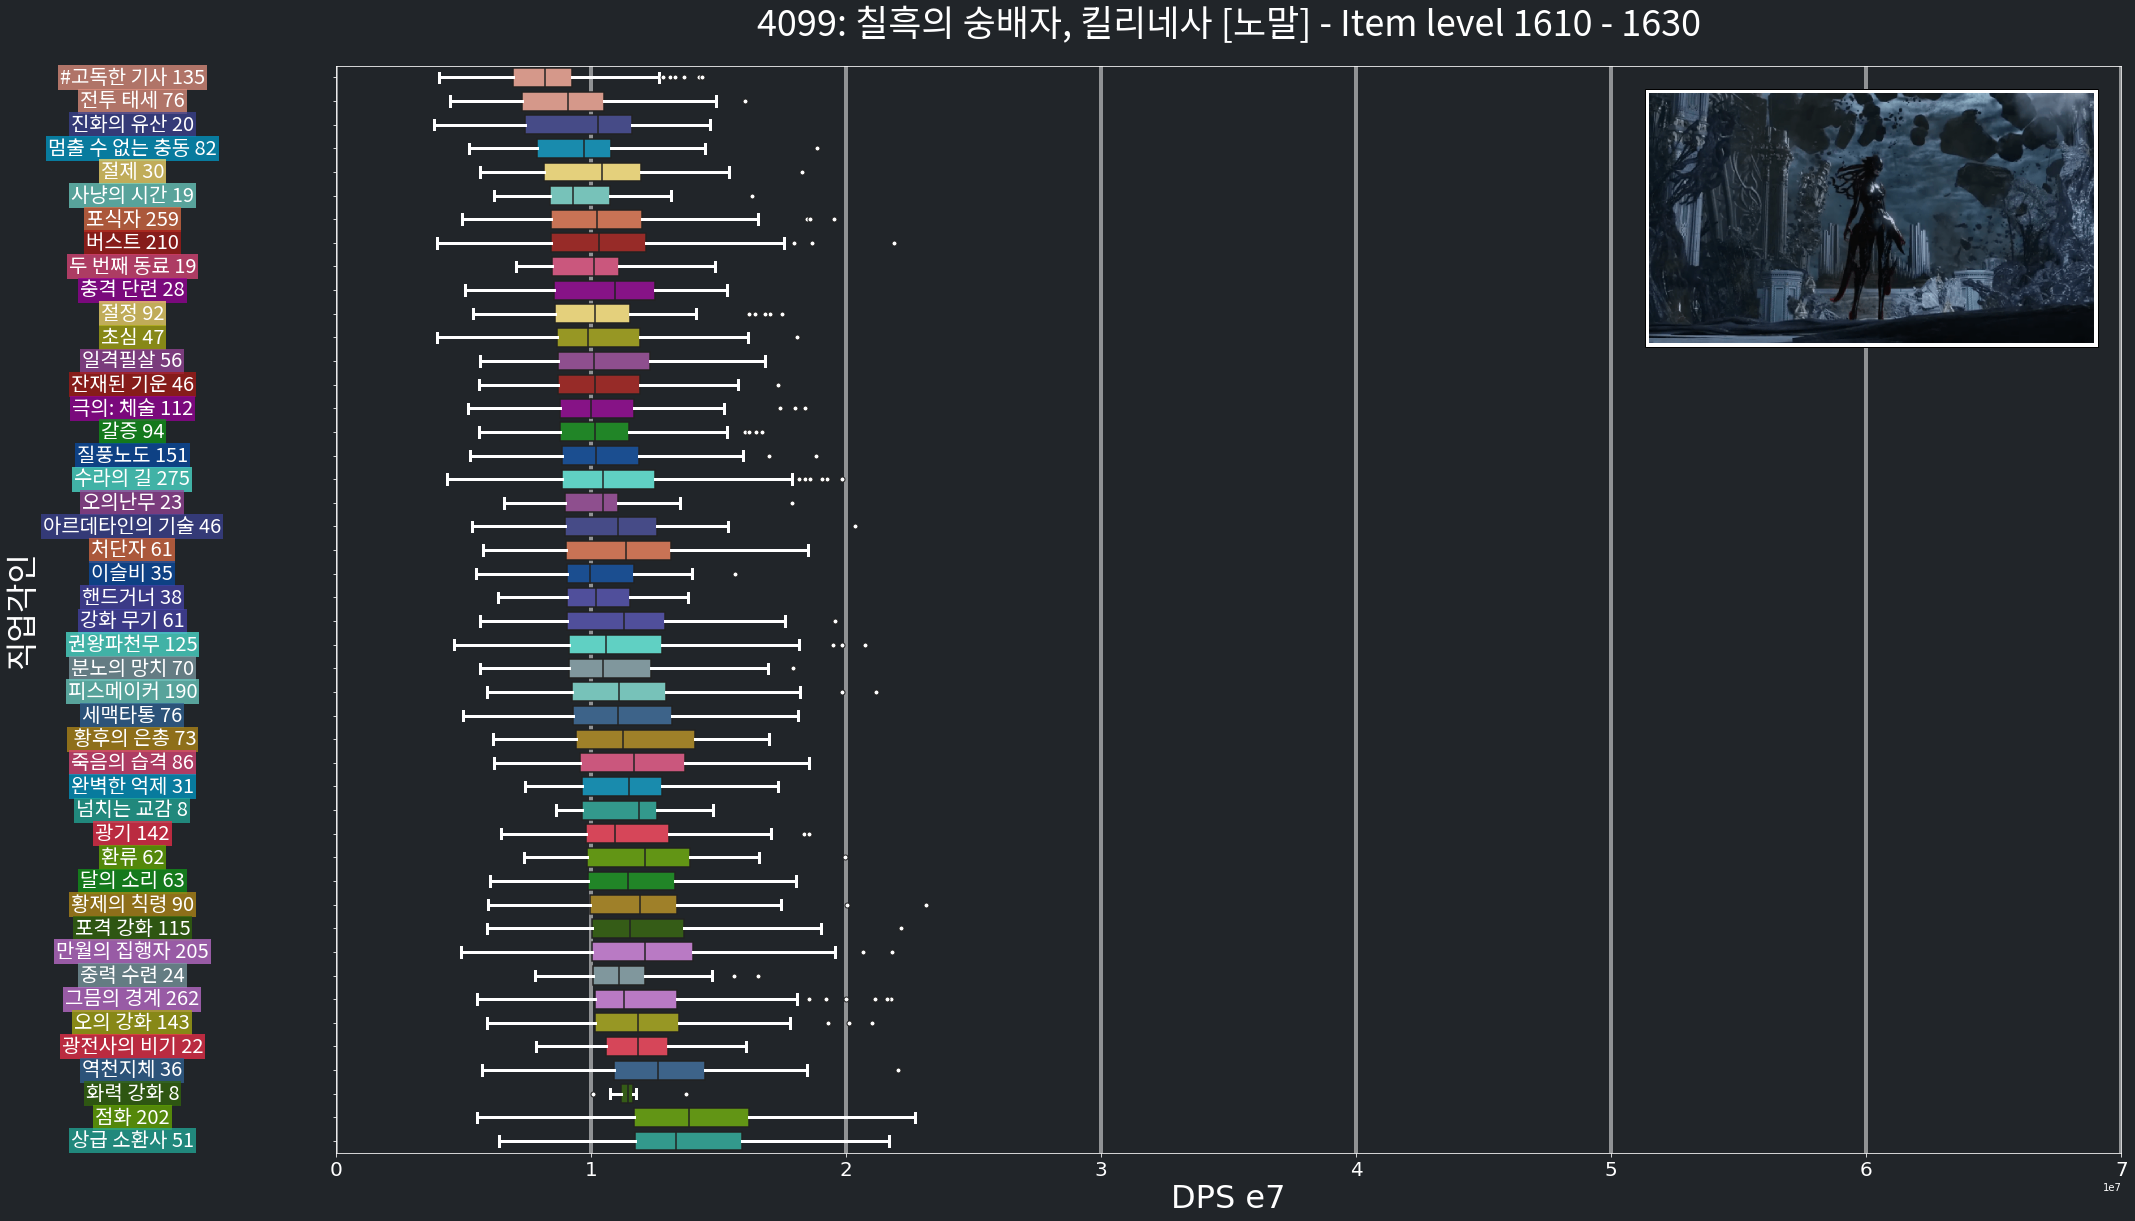 4099: 칠흑의 숭배자, 킬리네사 [노말] - Item level 1610 - 1630
직업각인
#고독한 기사 135
전투 태세 76
진화의 유산 20
멈출 수 없는 충동 82
절제 30
사냥의 시간 19
포식자 259
버스트 210
두 번째 동료 19
충격 단련 28
절정 92
초심 47
일격필살 56
잔재된 기운 46
극의: 체술 112
갈증 94
질풍노도 151
수라의 길 275
오의난무 23
아르데타인의 기술 46
처단자 61
이슬비 35
핸드거너 38
강화 무기 61
권왕파천무 125
분노의 망치 70
피스메이커 190
세맥타통 76
황후의 은총 73
죽음의 습격 86
완벽한 억제 31
넘치는 교감 8
광기 142
환류 62
달의 소리 63
황제의 칙령 90
포격 강화 115
만월의 집행자 205
중력 수련 24
그믐의 경계 262
오의 강화 143
광전사의 비기 22
역천지체 36
화력 강화 8
점화 202
상급 소환사 51
0 1 2 3 4 5 6 7
1e7
DPS e7